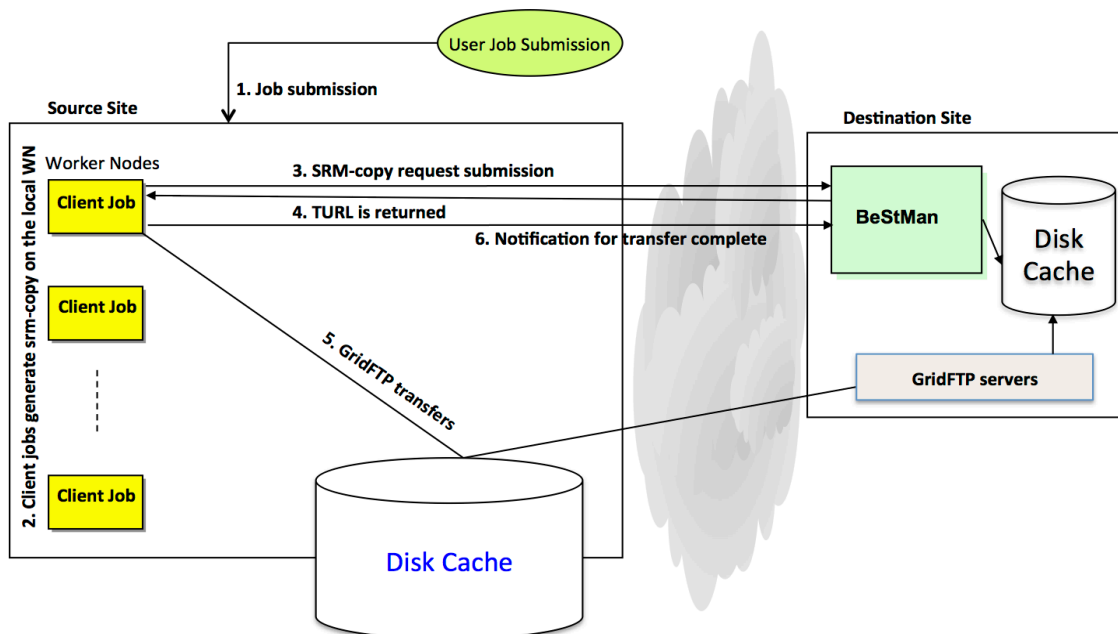 User Job Submission
1. Job submission
Source Site
Destination Site
2. Client jobs generate srm-copy on the local WN
Worker Nodes
Client Job
3. SRM-copy request submission
4. TURL is returned
6. Notification for transfer complete
BeStMan
Disk
Cache
Client Job
5. GridFTP transfers
GridFTP servers
Client Job
Disk Cache